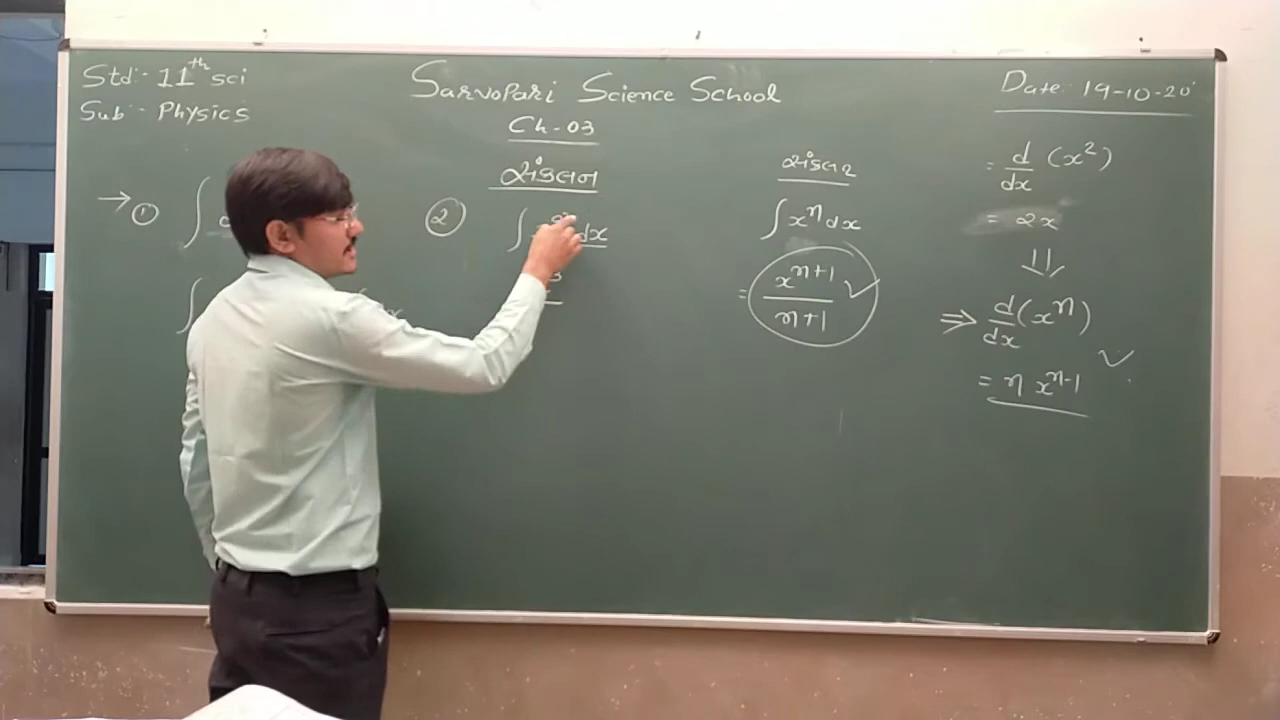 Std:- 11th sci
Sub:- Physics
Sarvopari Science School
Date: 19-10-20
Ch-03
સંકલન
→ ① ∫
∫
② ∫ dx
સંકલન
∫ xⁿ dx
= xⁿ⁺¹ / n+1 ✓
= d/dx (x²)
= 2x
⇓
⇒ d/dx (xⁿ)
= n xⁿ⁻¹ ✓